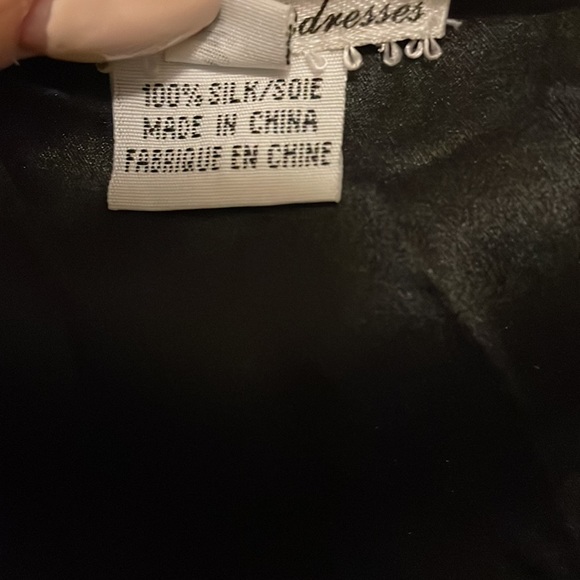 dresses
100% SILK/SOIE
MADE IN CHINA
FABRIQUE EN CHINE